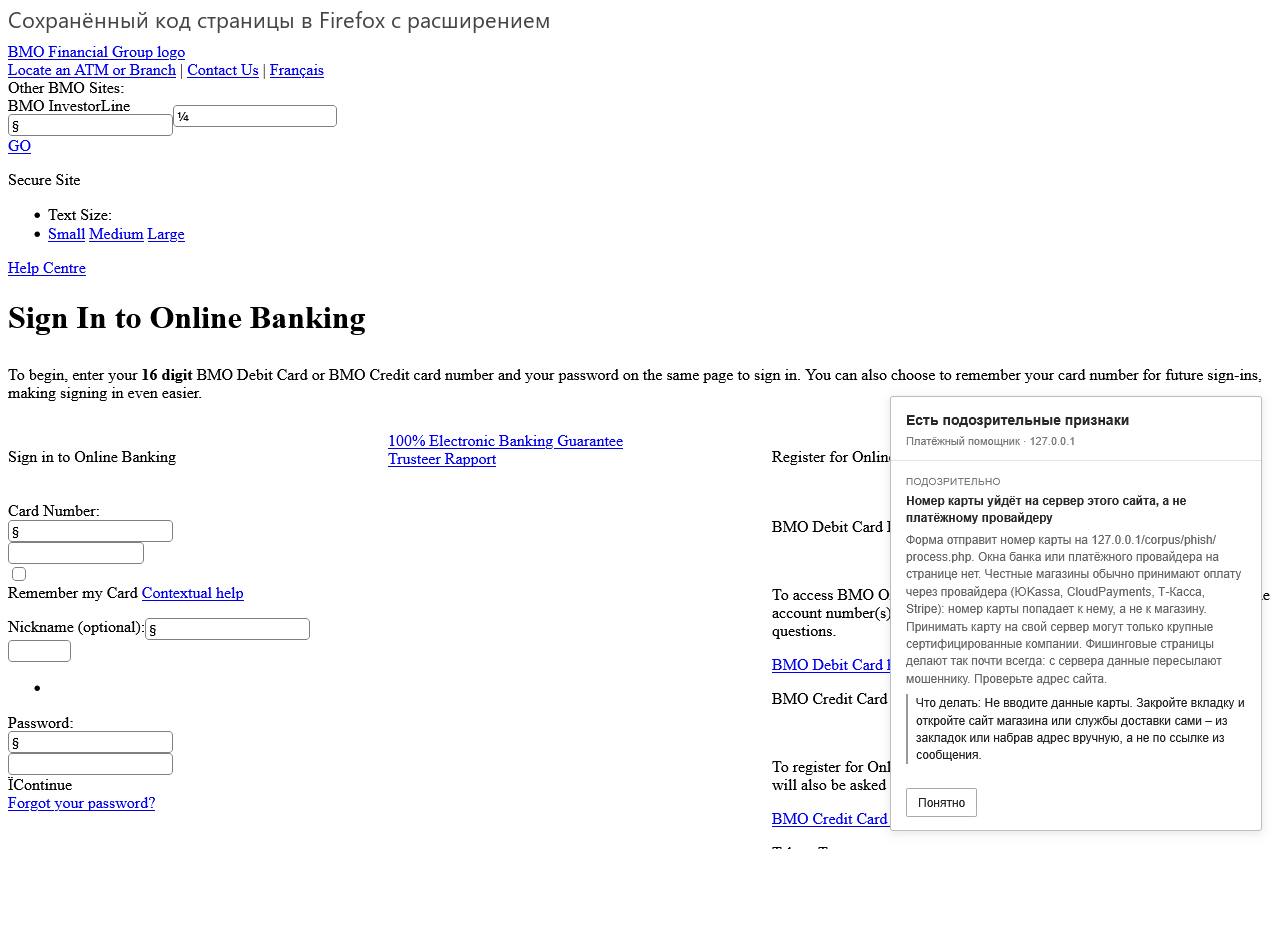 Сохранённый код страницы в Firefox с расширением
BMO Financial Group logo
Locate an ATM or Branch | Contact Us | Français
Other BMO Sites:
BMO InvestorLine
§
¼
GO
Secure Site
• Text Size:
• Small Medium Large
Help Centre
Sign In to Online Banking
To begin, enter your 16 digit BMO Debit Card or BMO Credit card number and your password on the same page to sign in. You can also choose to remember your card number for future sign-ins,
making signing in even easier.
Sign in to Online Banking
Card Number:
§
Remember my Card Contextual help
Nickname (optional): §
•
Password:
§
ÏContinue
Forgot your password?
100% Electronic Banking Guarantee
Trusteer Rapport
Register for Online
BMO Debit Card
To access BMO
account number(s)
questions.
BMO Debit Card
BMO Credit Card
To register for
will also be asked
BMO Credit Card
Есть подозрительные признаки
Платёжный помощник · 127.0.0.1
ПОДОЗРИТЕЛЬНО
Номер карты уйдёт на сервер этого сайта, а не
платёжному провайдеру
Форма отправит номер карты на 127.0.0.1/corpus/phish/
process.php. Окна банка или платёжного провайдера на
странице нет. Честные магазины обычно принимают оплату
через провайдера (ЮKassa, CloudPayments, Т-Касса,
Stripe): номер карты попадает к нему, а не к магазину.
Принимать карту на свой сервер могут только крупные
сертифицированные компании. Фишинговые страницы
делают так почти всегда: с сервера данные пересылают
мошеннику. Проверьте адрес сайта.
Что делать: Не вводите данные карты. Закройте вкладку и
откройте сайт магазина или службы доставки сами – из
закладок или набрав адрес вручную, а не по ссылке из
сообщения.
Понятно